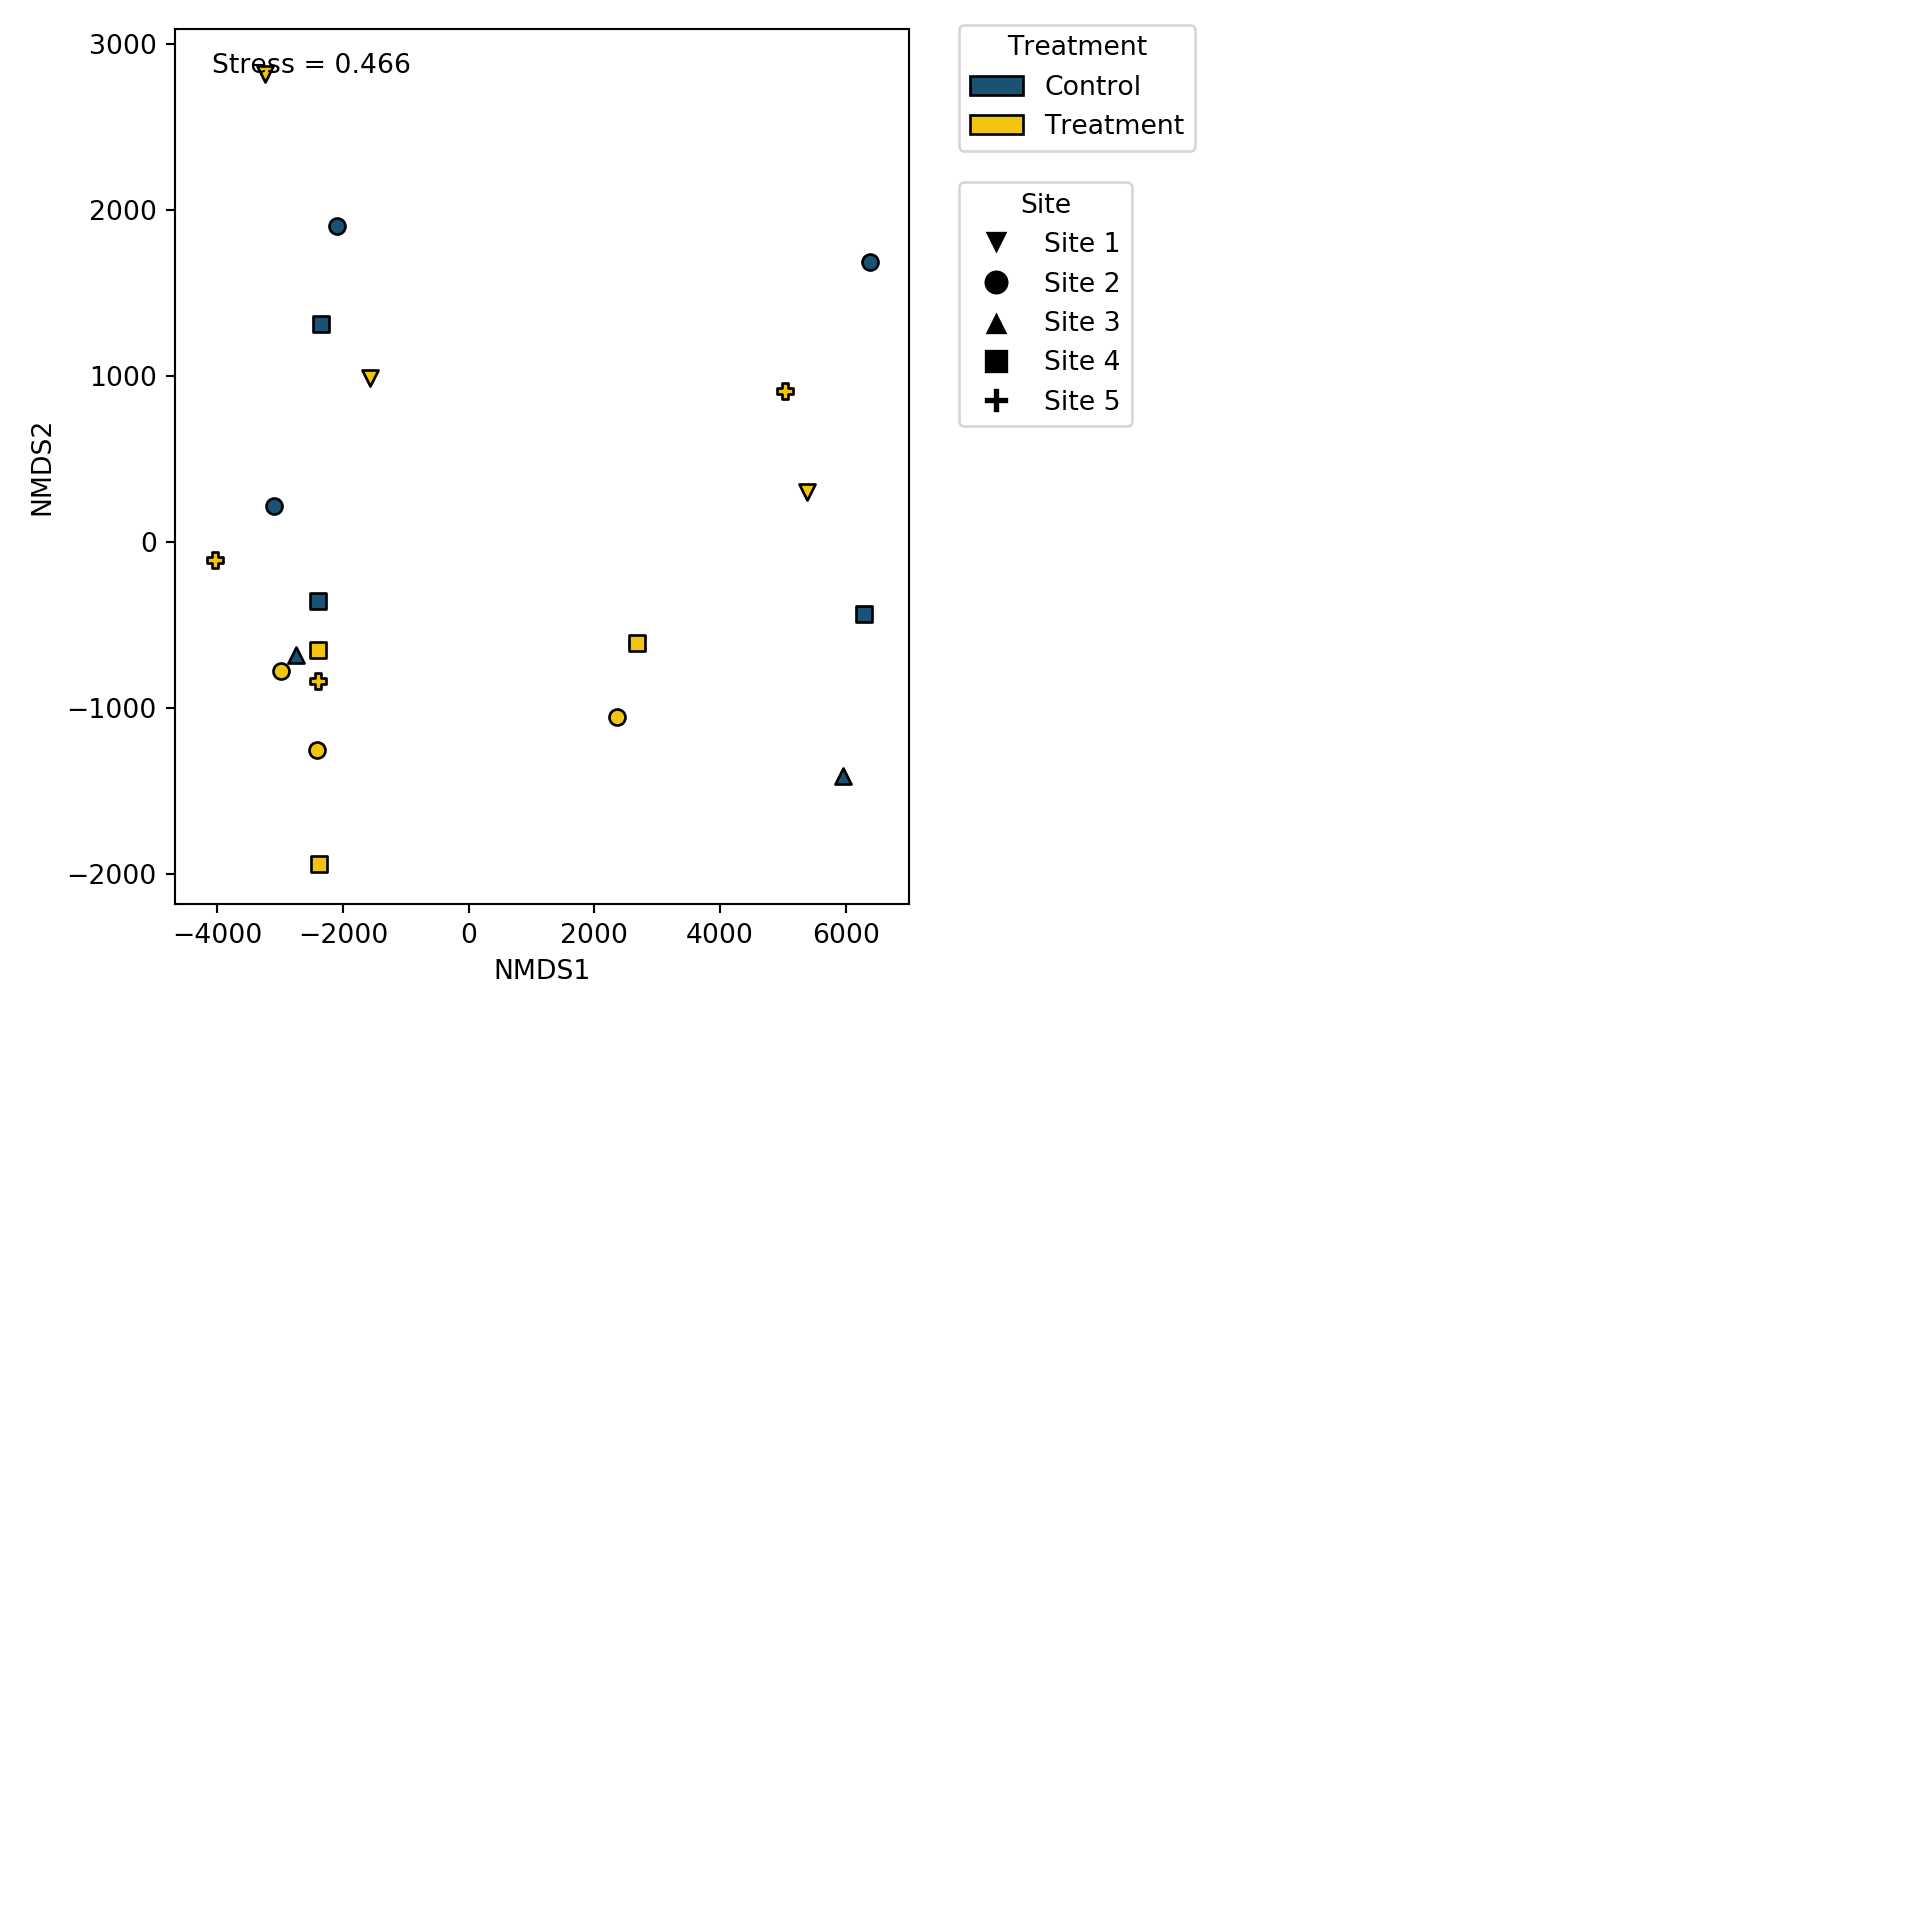 Stress = 0.466
3000
2000
1000
0
−1000
−2000
NMDS2
−4000 −2000 0 2000 4000 6000
NMDS1
Treatment
Control
Treatment
Site
Site 1
Site 2
Site 3
Site 4
Site 5